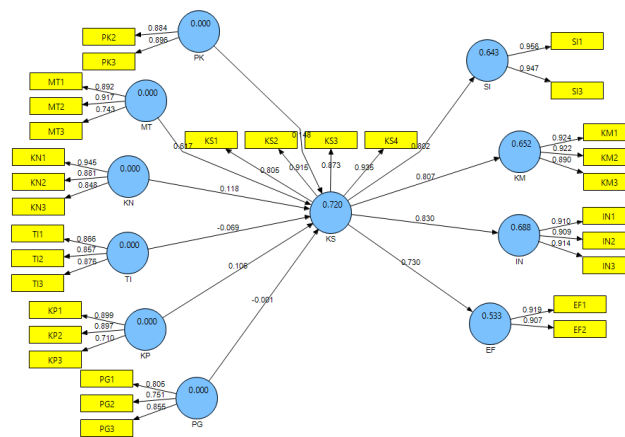 0.000
PK
PK2
0.884
PK3
0.896
0.148
0.000
MT
MT1
0.892
MT2
0.917
MT3
0.743
0.617
0.000
KN
KN1
0.945
KN2
0.881
KN3
0.848
0.118
0.000
TI
TI1
0.866
TI2
0.857
TI3
0.876
-0.069
0.000
KP
KP1
0.899
KP2
0.897
KP3
0.710
0.106
0.000
PG
PG1
0.805
PG2
0.751
PG3
0.855
-0.001
0.720
KS
KS1
0.805
KS2
0.915
KS3
0.873
KS4
0.935
0.802
0.643
SI
SI1
0.956
SI3
0.947
0.807
0.652
KM
KM1
0.924
KM2
0.922
KM3
0.890
0.830
0.688
IN
IN1
0.910
IN2
0.909
IN3
0.914
0.730
0.533
EF
EF1
0.919
EF2
0.907